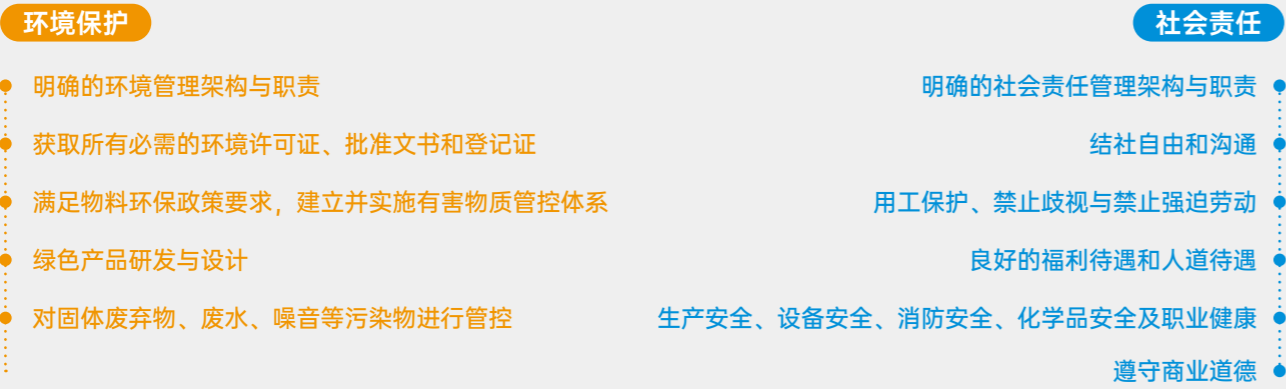 环境保护
明确的环境管理架构与职责
获取所有必需的环境许可证、批准文书和登记证
满足物料环保政策要求，建立并实施有害物质管控体系
绿色产品研发与设计
对固体废弃物、废水、噪音等污染物进行管控
社会责任
明确的社会责任管理架构与职责
结社自由和沟通
用工保护、禁止歧视与禁止强迫劳动
良好的福利待遇和人道待遇
生产安全、设备安全、消防安全、化学品安全及职业健康
遵守商业道德